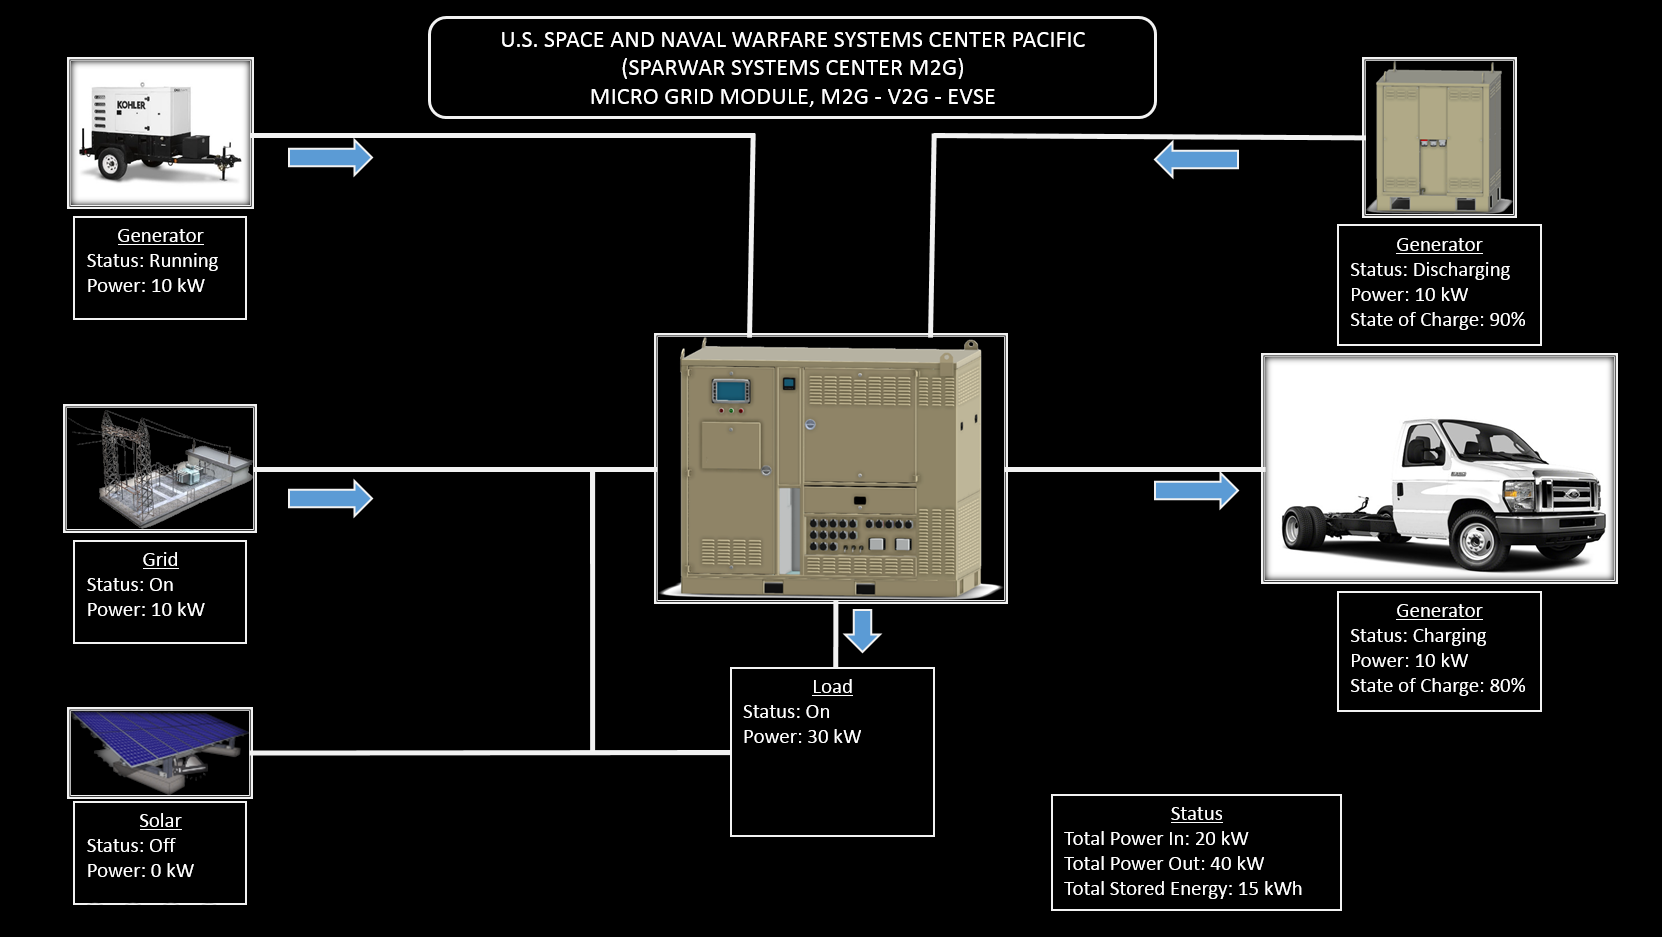 U.S. SPACE AND NAVAL WARFARE SYSTEMS CENTER PACIFIC
(SPARWAR SYSTEMS CENTER M2G)
MICRO GRID MODULE, M2G - V2G - EVSE
KOHLER
Generator
Status: Running
Power: 10 kW
Generator
Status: Discharging
Power: 10 kW
State of Charge: 90%
Grid
Status: On
Power: 10 kW
Generator
Status: Charging
Power: 10 kW
State of Charge: 80%
Load
Status: On
Power: 30 kW
Solar
Status: Off
Power: 0 kW
Status
Total Power In: 20 kW
Total Power Out: 40 kW
Total Stored Energy: 15 kWh